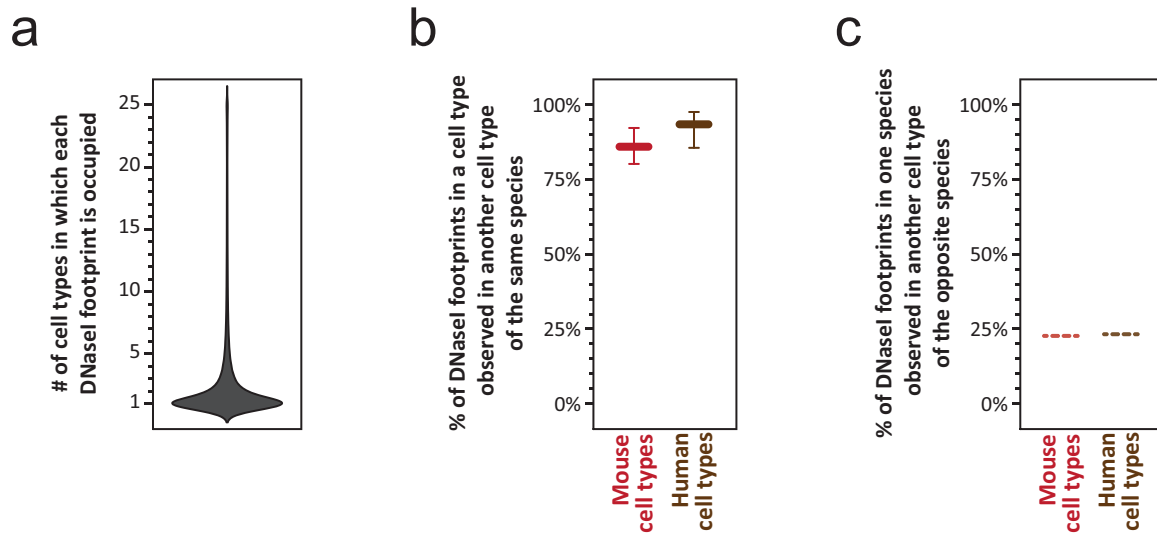 a
# of cell types in which each
DNaseI footprint is occupied
25
20
15
10
5
1
b
% of DNaseI footprints in a cell type
observed in another cell type
of the same species
100%
75%
50%
25%
0%
Mouse
cell types
Human
cell types
c
% of DNaseI footprints in one species
observed in another cell type
of the opposite species
100%
75%
50%
25%
0%
Mouse
cell types
Human
cell types